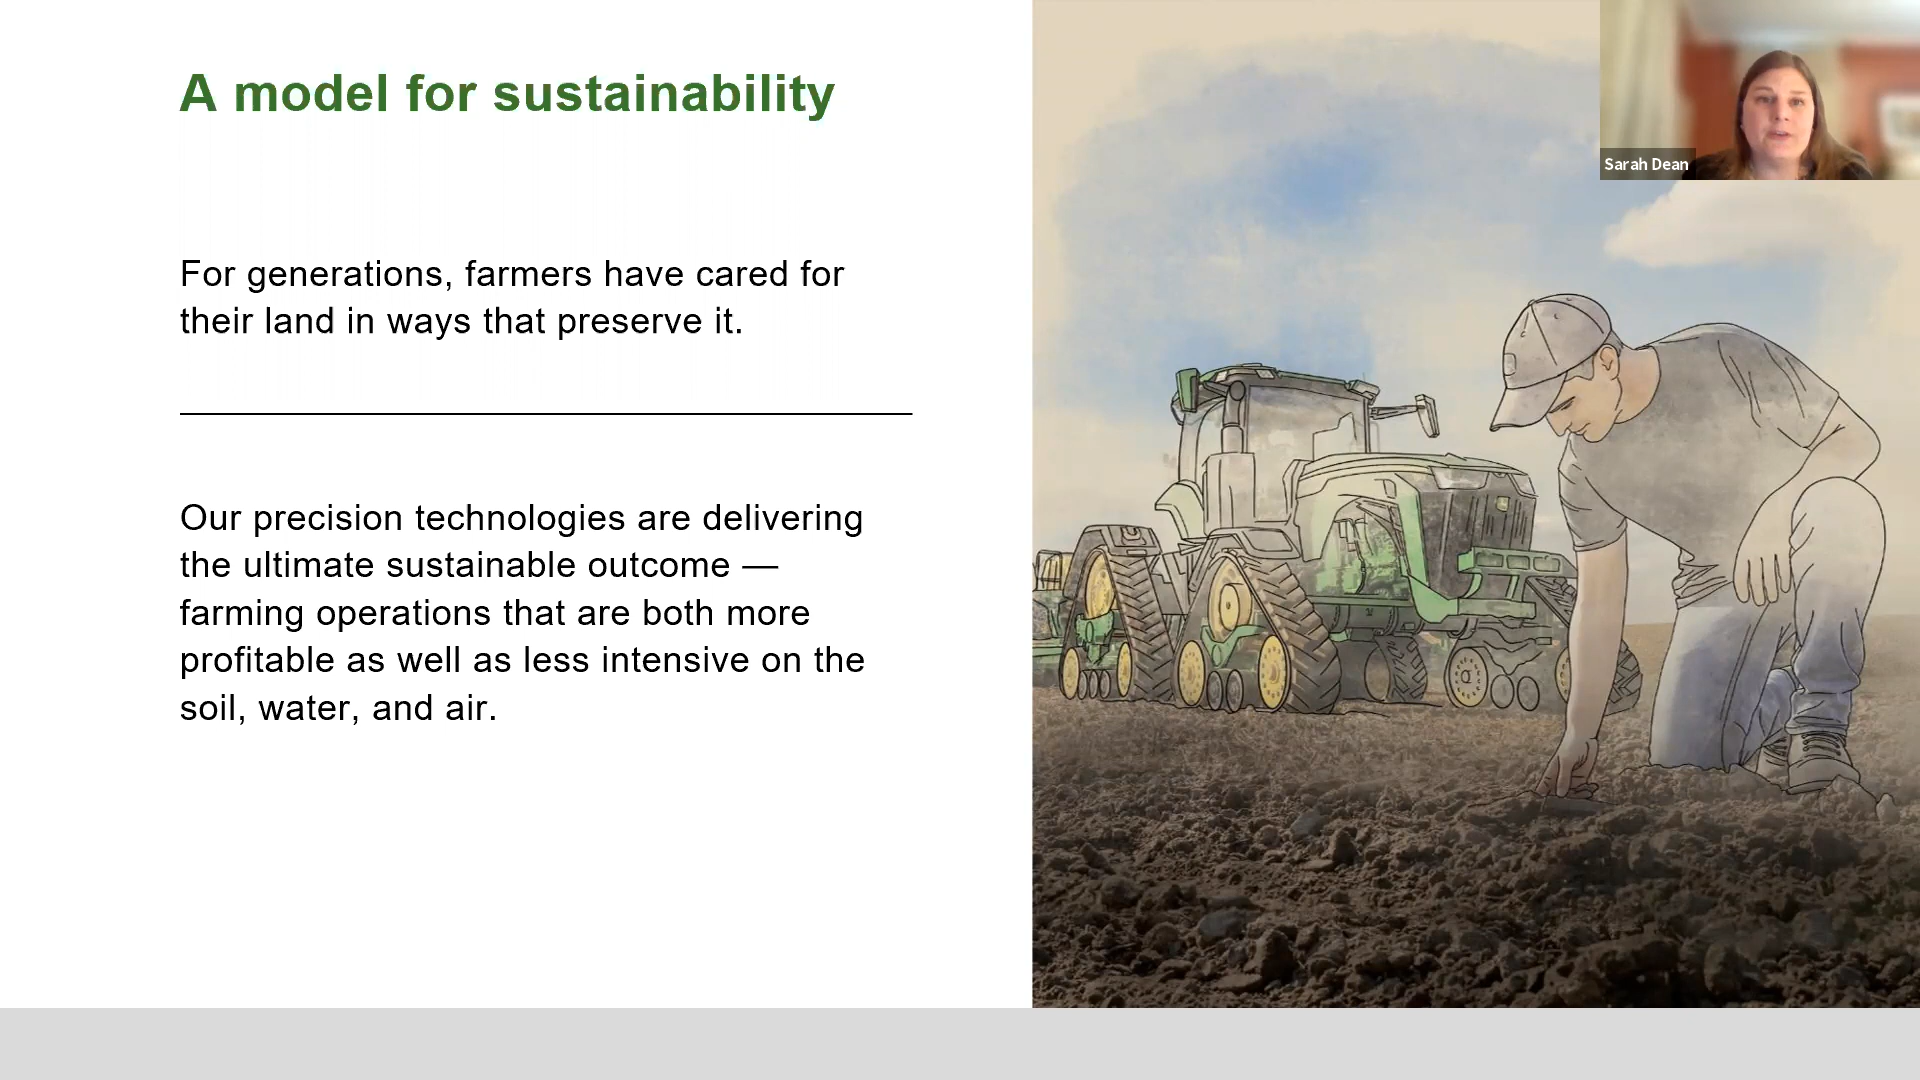 A model for sustainability
For generations, farmers have cared for
their land in ways that preserve it.
Our precision technologies are delivering
the ultimate sustainable outcome —
farming operations that are both more
profitable as well as less intensive on the
soil, water, and air.
Sarah Dean